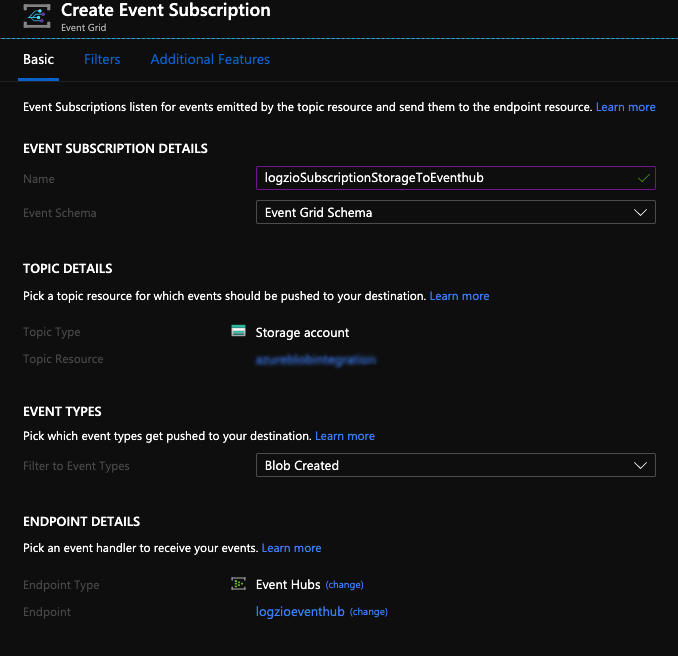 Create Event Subscription
Event Grid
Basic Filters Additional Features
Event Subscriptions listen for events emitted by the topic resource and send them to the endpoint resource. Learn more
EVENT SUBSCRIPTION DETAILS
Name logzioSubscriptionStorageToEventhub
Event Schema Event Grid Schema
TOPIC DETAILS
Pick a topic resource for which events should be pushed to your destination. Learn more
Topic Type Storage account
Topic Resource
EVENT TYPES
Pick which event types get pushed to your destination. Learn more
Filter to Event Types Blob Created
ENDPOINT DETAILS
Pick an event handler to receive your events. Learn more
Endpoint Type Event Hubs (change)
Endpoint logzioeventhub (change)